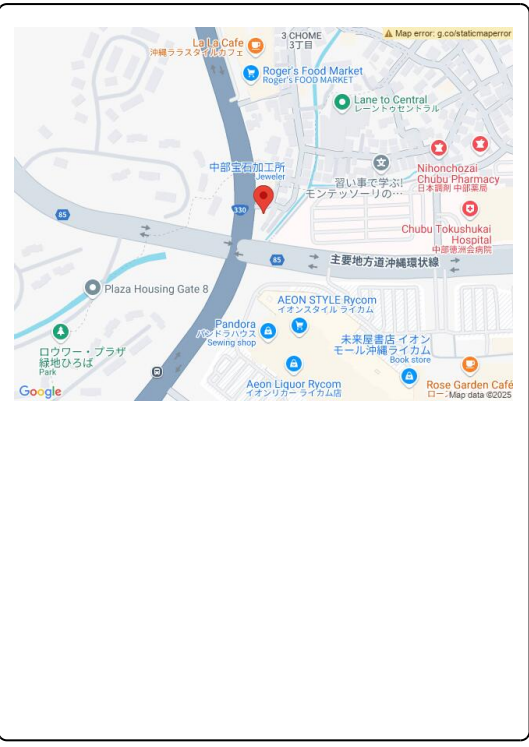 3 CHOME
3丁目
Map error: g.co/staticmaperror
La La Cafe
沖縄ララスタイルカフェ
Roger's Food Market
Roger's FOOD MARKET
Lane to Central
レーントゥセントラル
中部宝石加工所
Jeweler
習い事で学ぶ!
モンテッソーリの…
Nihonchozai
Chubu Pharmacy
日本調剤 中部薬局
330
85
Chubu Tokushukai
Hospital
中部徳洲会病院
85
主要地方道沖縄環状線
Plaza Housing Gate 8
AEON STYLE Rycom
イオンスタイル ライカム
Pandora
パンドラハウス
Sewing shop
未来屋書店 イオン
モール沖縄ライカム
Book store
ロウワー・プラザ
緑地ひろば
Park
Aeon Liquor Rycom
イオンリカー ライカム店
Rose Garden Café
Google
Map data ©2025